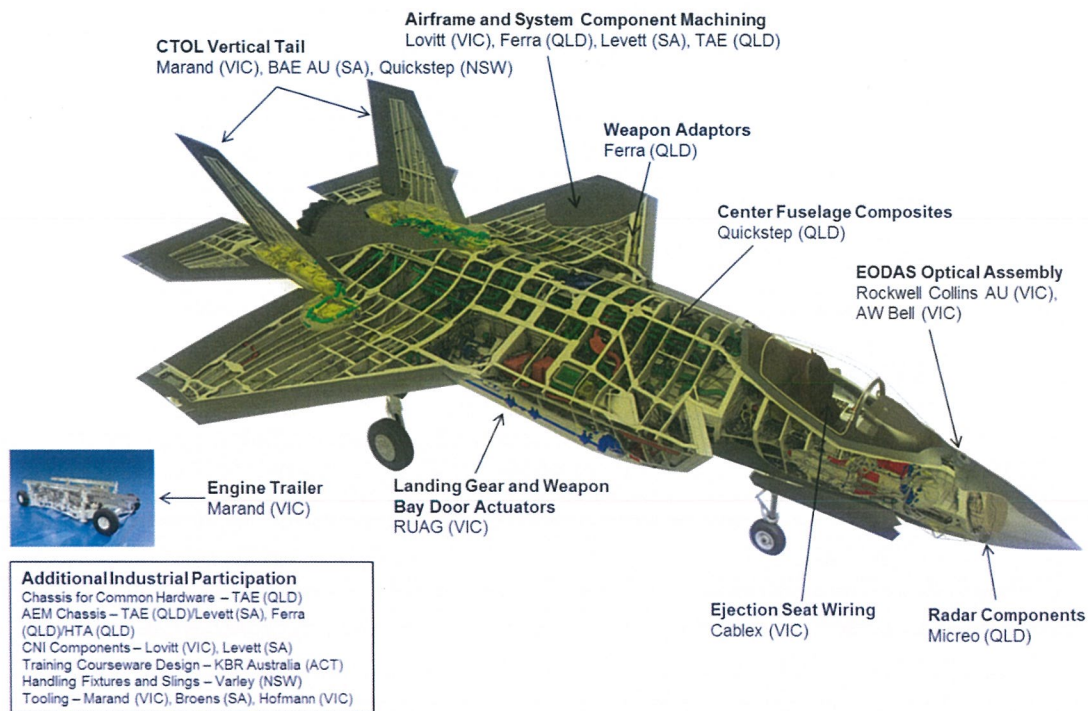 Airframe and System Component Machining
Lovitt (VIC), Ferra (QLD), Levett (SA), TAE (QLD)
CTOL Vertical Tail
Marand (VIC), BAE AU (SA), Quickstep (NSW)
Weapon Adaptors
Ferra (QLD)
Center Fuselage Composites
Quickstep (QLD)
EODAS Optical Assembly
Rockwell Collins AU (VIC),
AW Bell (VIC)
Engine Trailer
Marand (VIC)
Landing Gear and Weapon
Bay Door Actuators
RUAG (VIC)
Ejection Seat Wiring
Cablex (VIC)
Radar Components
Micreo (QLD)
Additional Industrial Participation
Chassis for Common Hardware – TAE (QLD)
AEM Chassis – TAE (QLD)/Levett (SA), Ferra
(QLD)/HTA (QLD)
CNI Components – Lovitt (VIC), Levett (SA)
Training Courseware Design – KBR Australia (ACT)
Handling Fixtures and Slings – Varley (NSW)
Tooling – Marand (VIC), Broens (SA), Hofmann (VIC)